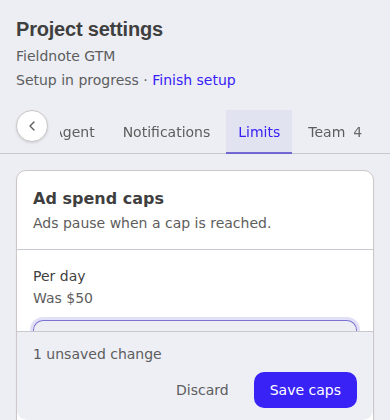 Project settings
Fieldnote GTM
Setup in progress · Finish setup
Notifications Limits Team 4
Ad spend caps
Ads pause when a cap is reached.
Per day
Was $50
1 unsaved change
Discard Save caps